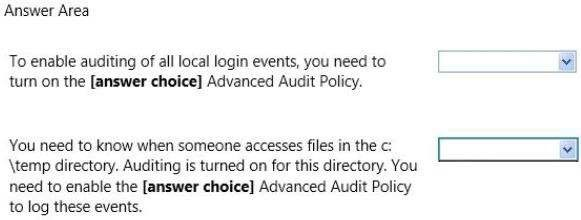 Answer Area
To enable auditing of all local login events, you need to
turn on the [answer choice] Advanced Audit Policy.
You need to know when someone accesses files in the c:
\temp directory. Auditing is turned on for this directory. You
need to enable the [answer choice] Advanced Audit Policy
to log these events.